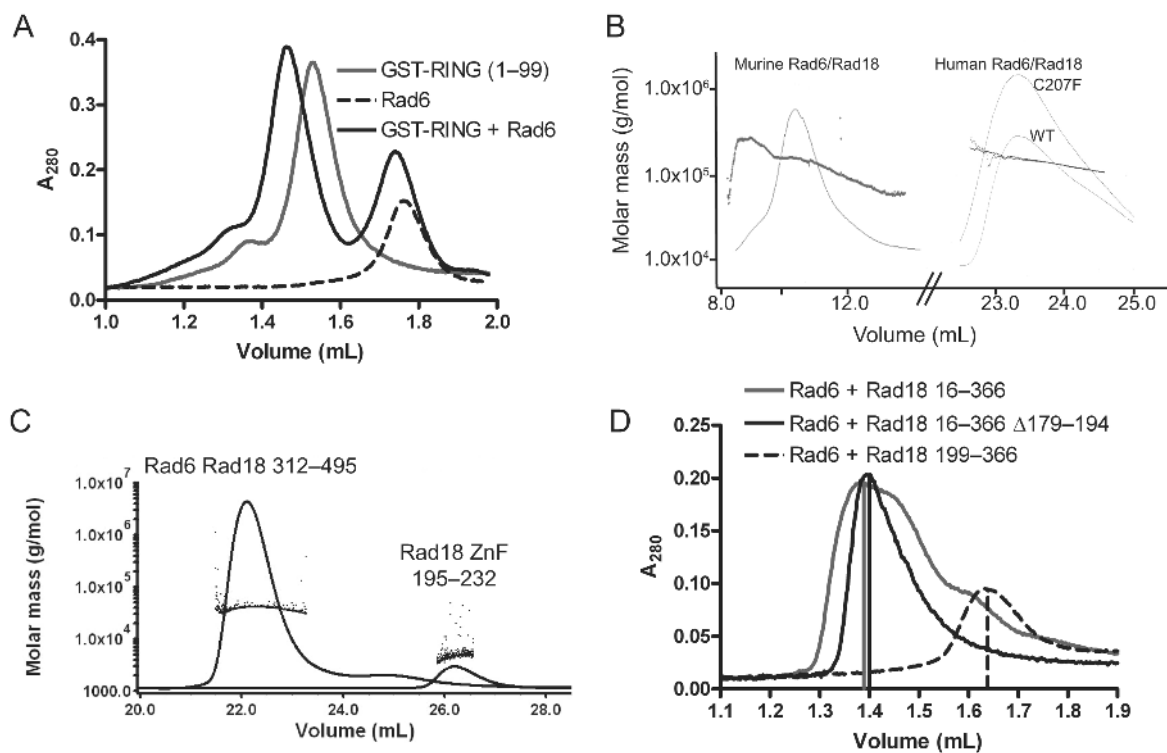 A
0.4
0.3
0.2
0.1
0.0
A280
GST-RING (1–99)
Rad6
GST-RING + Rad6
1.0 1.2 1.4 1.6 1.8 2.0
Volume (mL)
B
Murine Rad6/Rad18
Human Rad6/Rad18
C207F
WT
1.0x10⁶
1.0x10⁵
1.0x10⁴
Molar mass (g/mol)
8.0 12.0 23.0 24.0 25.0
Volume (mL)
C
Rad6 Rad18 312–495
Rad18 ZnF
195–232
1.0x10⁷
1.0x10⁶
1.0x10⁵
1.0x10⁴
1000.0
Molar mass (g/mol)
20.0 22.0 24.0 26.0 28.0
Volume (mL)
D
Rad6 + Rad18 16–366
Rad6 + Rad18 16–366 Δ179–194
Rad6 + Rad18 199–366
0.25
0.20
0.15
0.10
0.05
0.00
A280
1.1 1.2 1.3 1.4 1.5 1.6 1.7 1.8 1.9
Volume (mL)